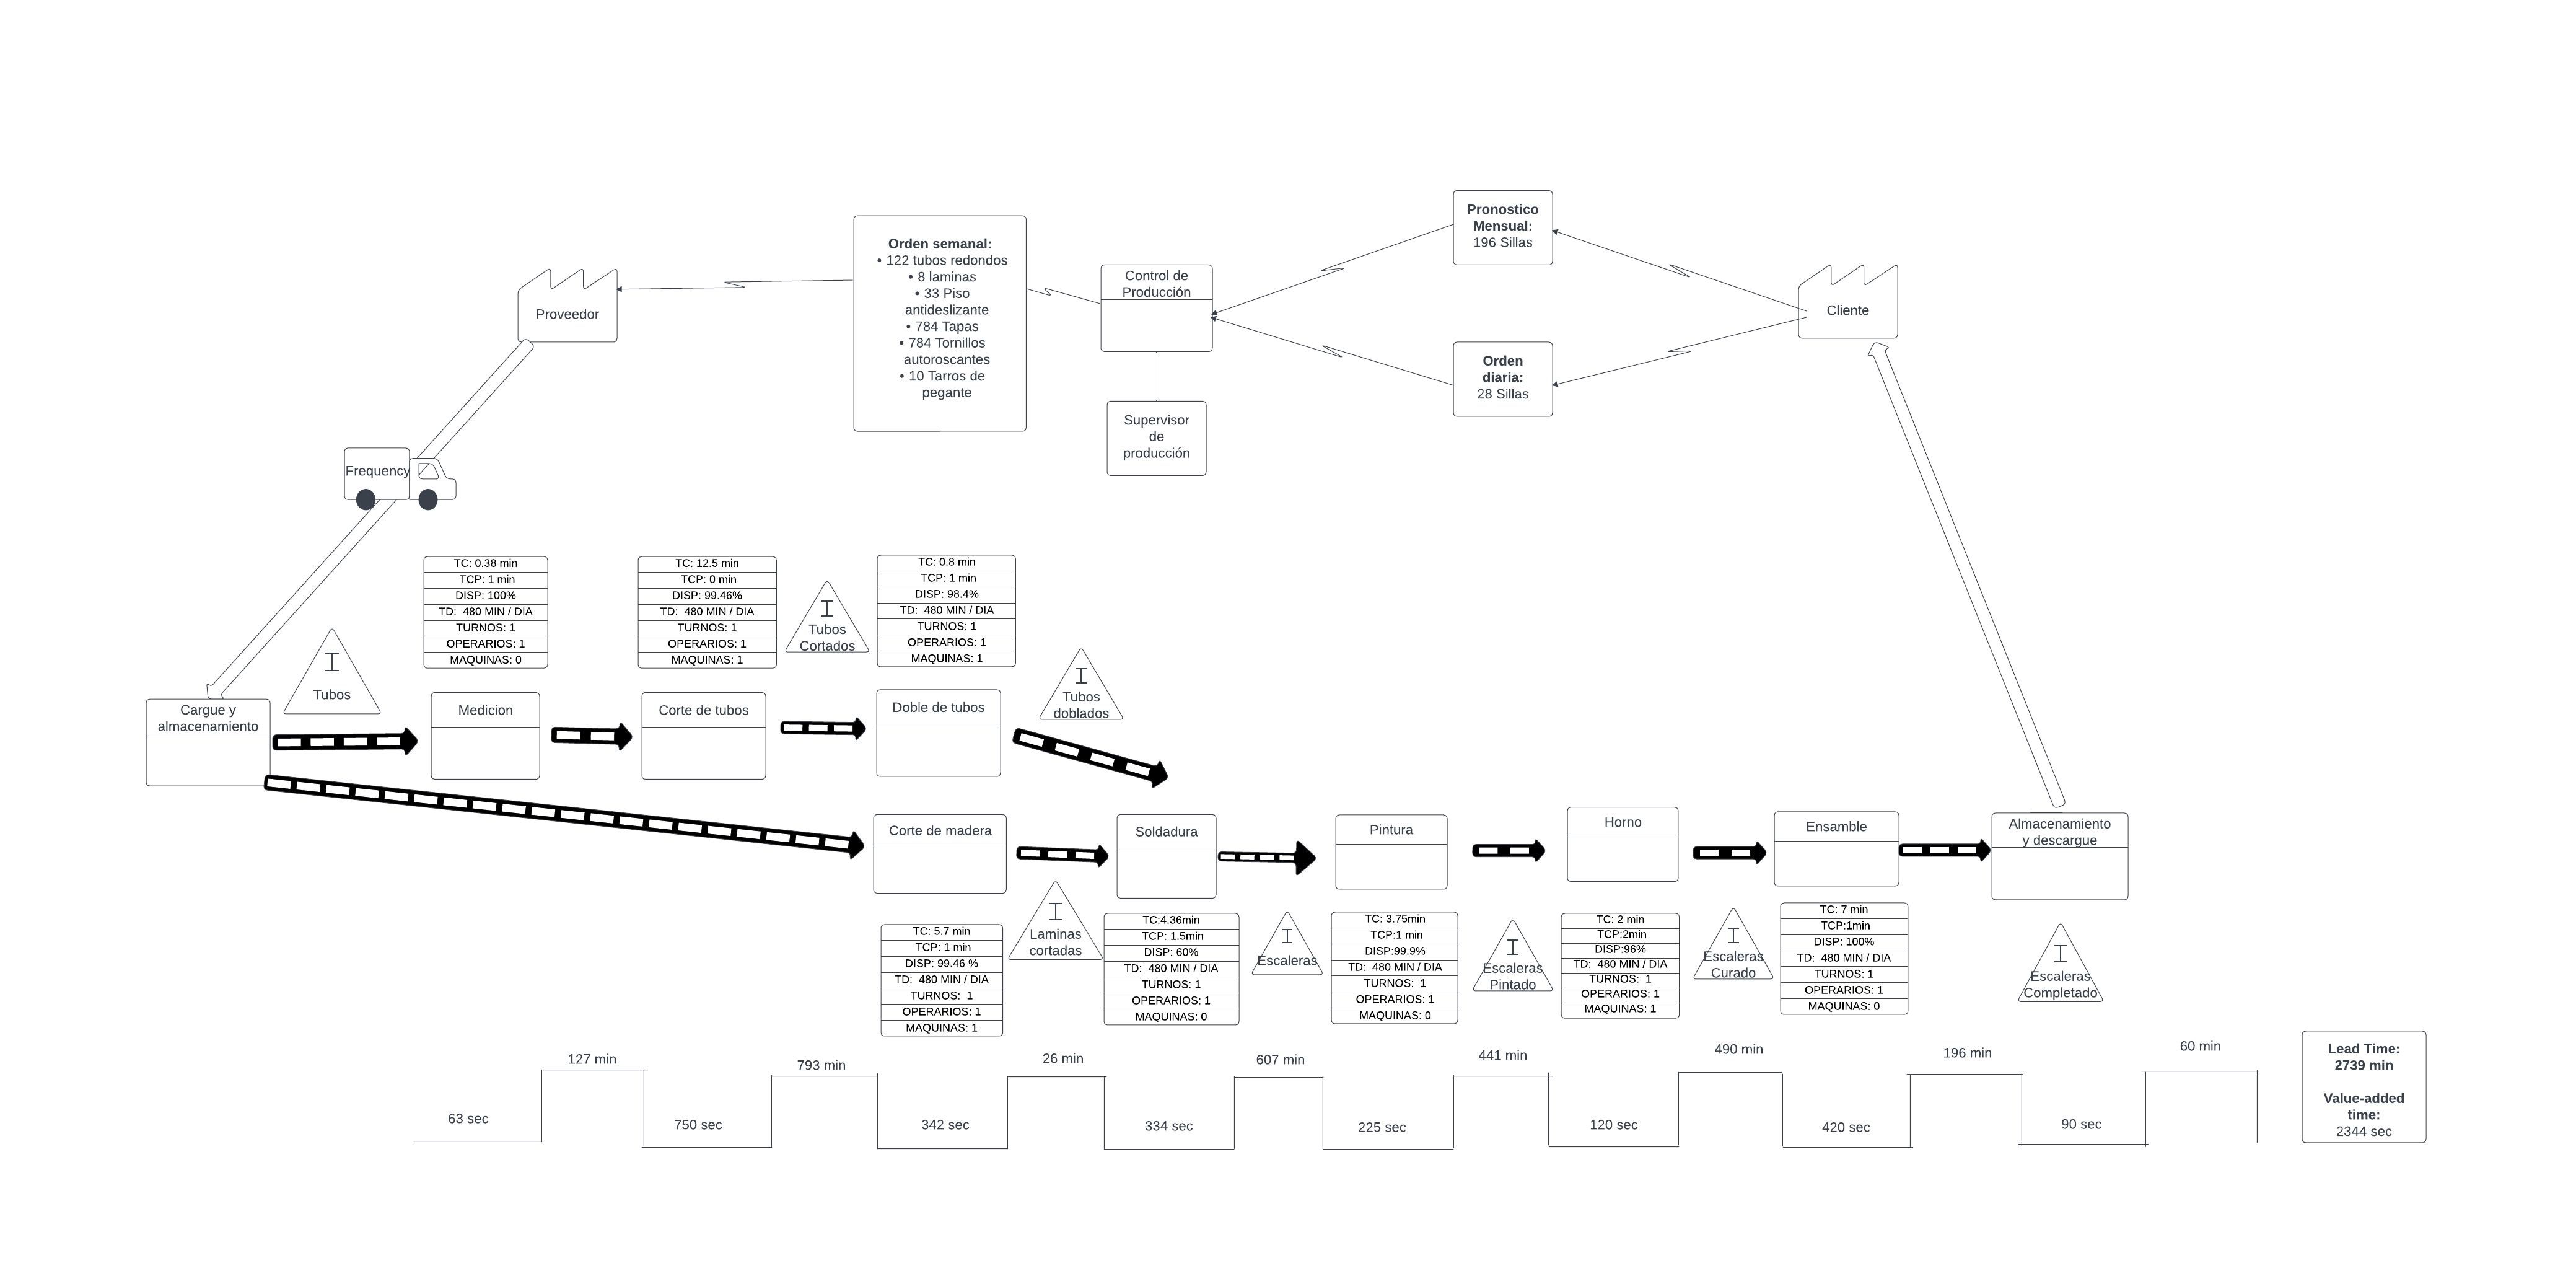 Pronostico
Mensual:
196 Sillas
Orden semanal:
• 122 tubos redondos
• 8 laminas
• 33 Piso
antideslizante
• 784 Tapas
• 784 Tornillos
autoroscantes
• 10 Tarros de
pegante
Control de
Producción
Proveedor
Cliente
Orden
diaria:
28 Sillas
Supervisor
de
producción
Frequency
TC: 0.38 min
TCP: 1 min
DISP: 100%
TD: 480 MIN / DIA
TURNOS: 1
OPERARIOS: 1
MAQUINAS: 0
TC: 12.5 min
TCP: 0 min
DISP: 99.46%
TD: 480 MIN / DIA
TURNOS: 1
OPERARIOS: 1
MAQUINAS: 1
I
Tubos
Cortados
TC: 0.8 min
TCP: 1 min
DISP: 98.4%
TD: 480 MIN / DIA
TURNOS: 1
OPERARIOS: 1
MAQUINAS: 1
I
Tubos
I
Tubos
doblados
Cargue y
almacenamiento
Medicion
Corte de tubos
Doble de tubos
Corte de madera
Soldadura
Pintura
Horno
Ensamble
Almacenamiento
y descargue
TC: 5.7 min
TCP: 1 min
DISP: 99.46 %
TD: 480 MIN / DIA
TURNOS: 1
OPERARIOS: 1
MAQUINAS: 1
I
Laminas
cortadas
TC:4.36min
TCP: 1.5min
DISP: 60%
TD: 480 MIN / DIA
TURNOS: 1
OPERARIOS: 1
MAQUINAS: 0
I
Escaleras
TC: 3.75min
TCP:1 min
DISP:99.9%
TD: 480 MIN / DIA
TURNOS: 1
OPERARIOS: 1
MAQUINAS: 0
I
Escaleras
Pintado
TC: 2 min
TCP:2min
DISP:96%
TD: 480 MIN / DIA
TURNOS: 1
OPERARIOS: 1
MAQUINAS: 1
I
Escaleras
Curado
TC: 7 min
TCP:1min
DISP: 100%
TD: 480 MIN / DIA
TURNOS: 1
OPERARIOS: 1
MAQUINAS: 0
I
Escaleras
Completado
63 sec
127 min
750 sec
793 min
342 sec
26 min
334 sec
607 min
225 sec
441 min
120 sec
490 min
420 sec
196 min
90 sec
60 min
Lead Time:
2739 min
Value-added
time:
2344 sec